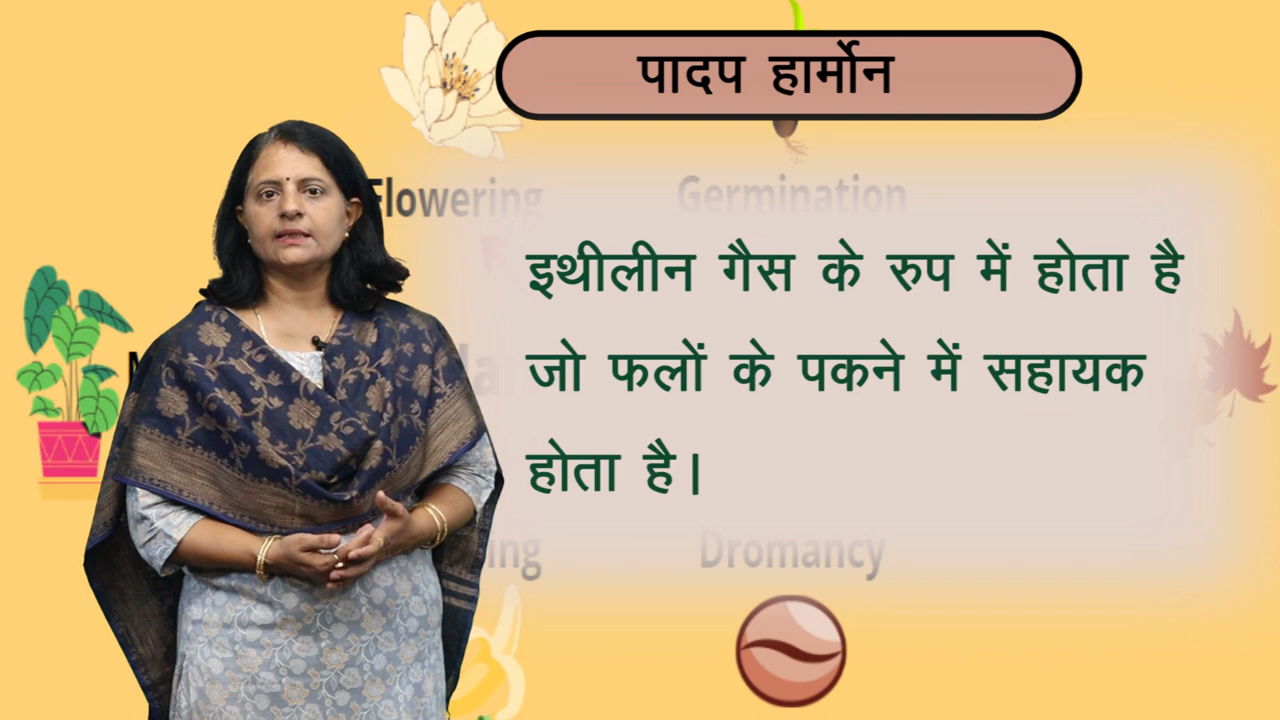 पादप हार्मोन
Flowering
Germination
इथीलीन गैस के रुप में होता है
जो फलों के पकने में सहायक
होता है।
Dromancy